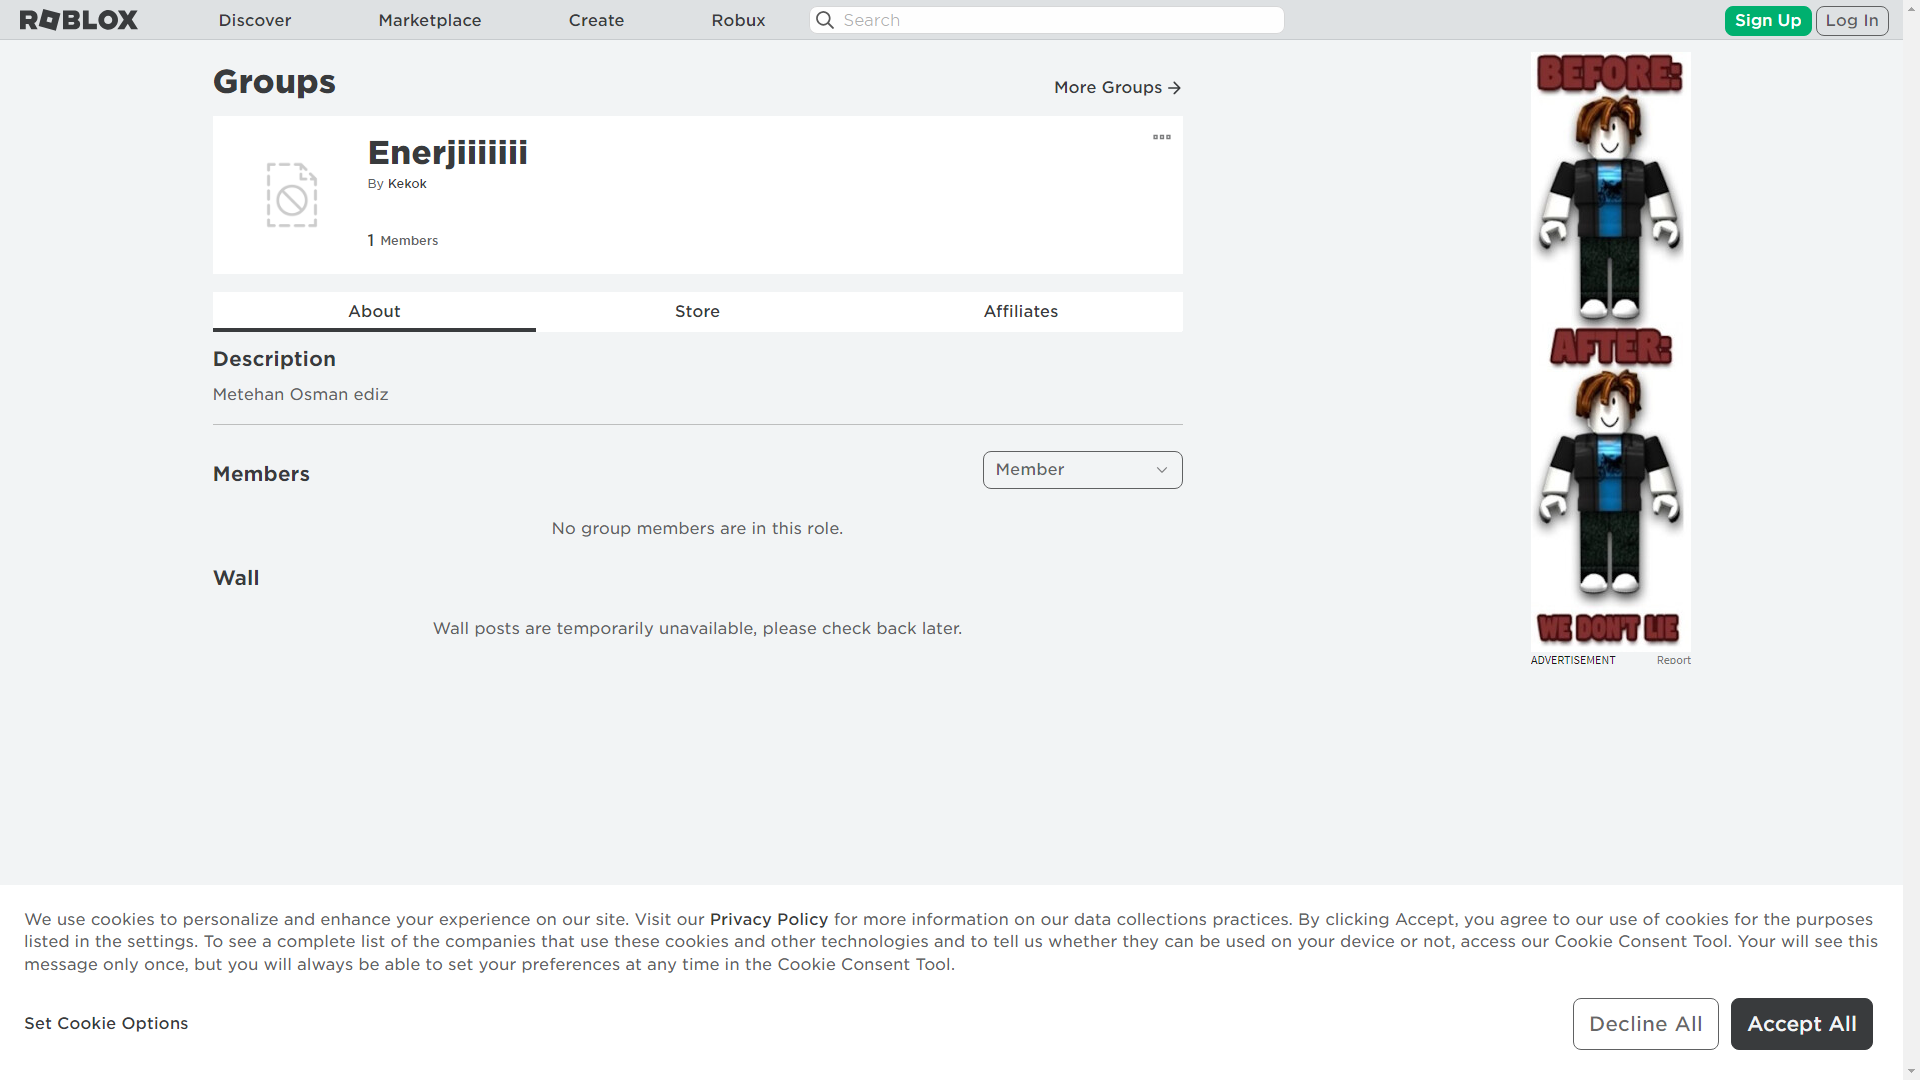 ROBLOX
Discover
Marketplace
Create
Robux
Search
Sign Up
Log In
Groups
More Groups
Enerjiiiiiii
By Kekok
1 Members
About
Store
Affiliates
Description
Metehan Osman ediz
Members
Member
No group members are in this role.
Wall
Wall posts are temporarily unavailable, please check back later.
BEFORE:
AFTER:
WE DON'T LIE
ADVERTISEMENT
Report
We use cookies to personalize and enhance your experience on our site. Visit our Privacy Policy for more information on our data collections practices. By clicking Accept, you agree to our use of cookies for the purposes
listed in the settings. To see a complete list of the companies that use these cookies and other technologies and to tell us whether they can be used on your device or not, access our Cookie Consent Tool. Your will see this
message only once, but you will always be able to set your preferences at any time in the Cookie Consent Tool.
Set Cookie Options
Decline All
Accept All